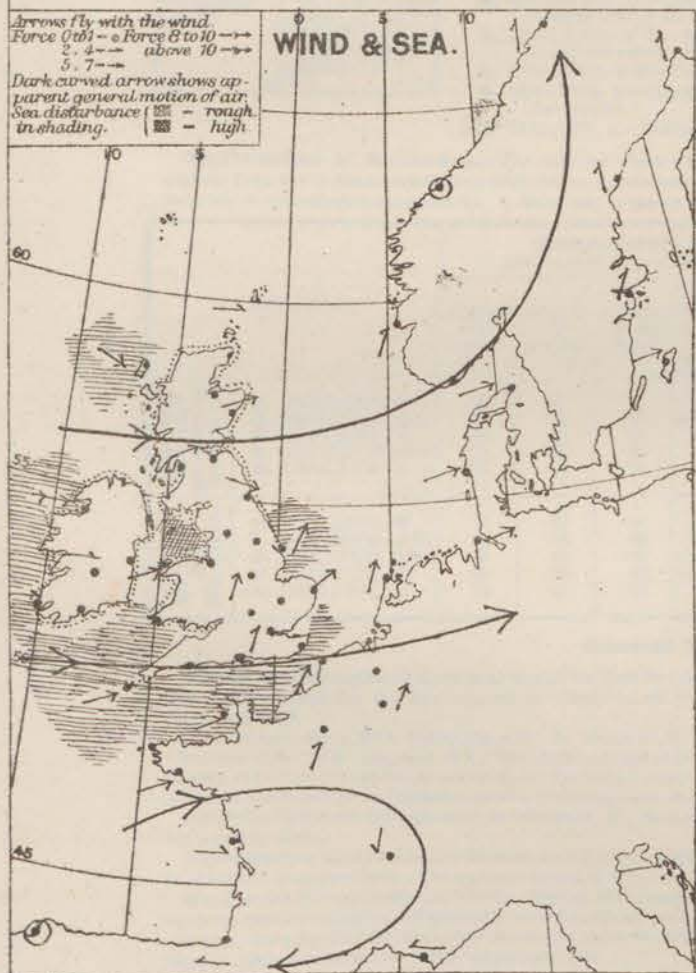 Arrows fly with the wind.
Force 0 to 1 - Force 8 to 10 -
2. 4 - above 10 -
5. 7 -
Dark curved arrow shows ap-
parent general motion of air.
Sea disturbance { - rough.
in shading. - high
WIND & SEA.
10 5 0 5 10
60
55
50
45